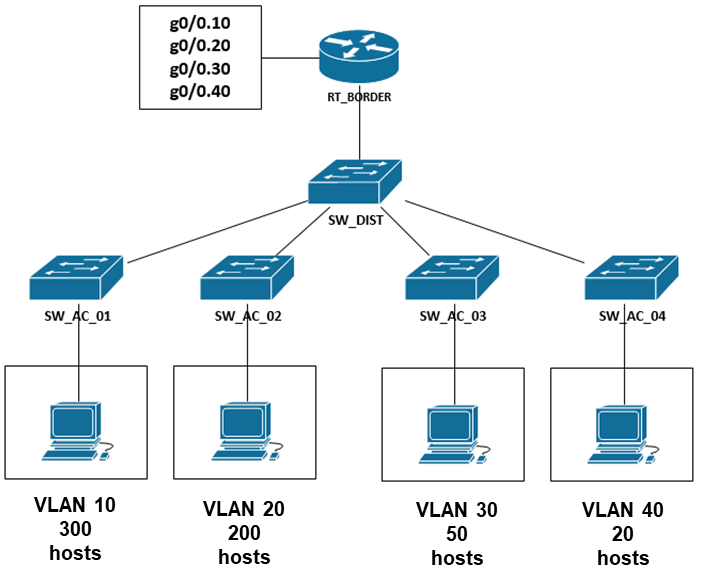 g0/0.10
g0/0.20
g0/0.30
g0/0.40
RT_BORDER
SW_DIST
SW_AC_01
SW_AC_02
SW_AC_03
SW_AC_04
VLAN 10
300
hosts
VLAN 20
200
hosts
VLAN 30
50
hosts
VLAN 40
20
hosts